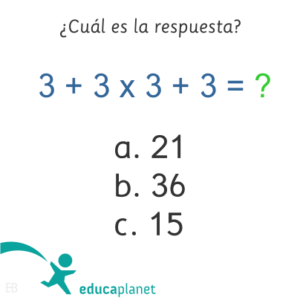 ¿Cuál es la respuesta?
3 + 3 x 3 + 3 = ?
a. 21
b. 36
c. 15
educaplanet